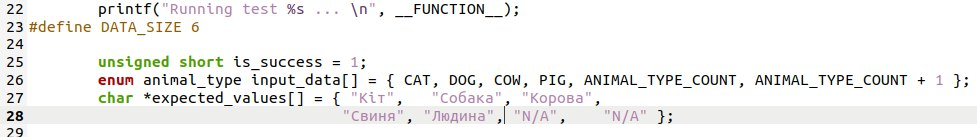 22 printf("Running test %s ... \n", __FUNCTION__);
23 #define DATA_SIZE 6
24
25 unsigned short is_success = 1;
26 enum animal_type input_data[] = { CAT, DOG, COW, PIG, ANIMAL_TYPE_COUNT, ANIMAL_TYPE_COUNT + 1 };
27 char *expected_values[] = { "Кіт", "Собака", "Корова",
28 "Свиня", "Людина", "N/A", "N/A" };
29